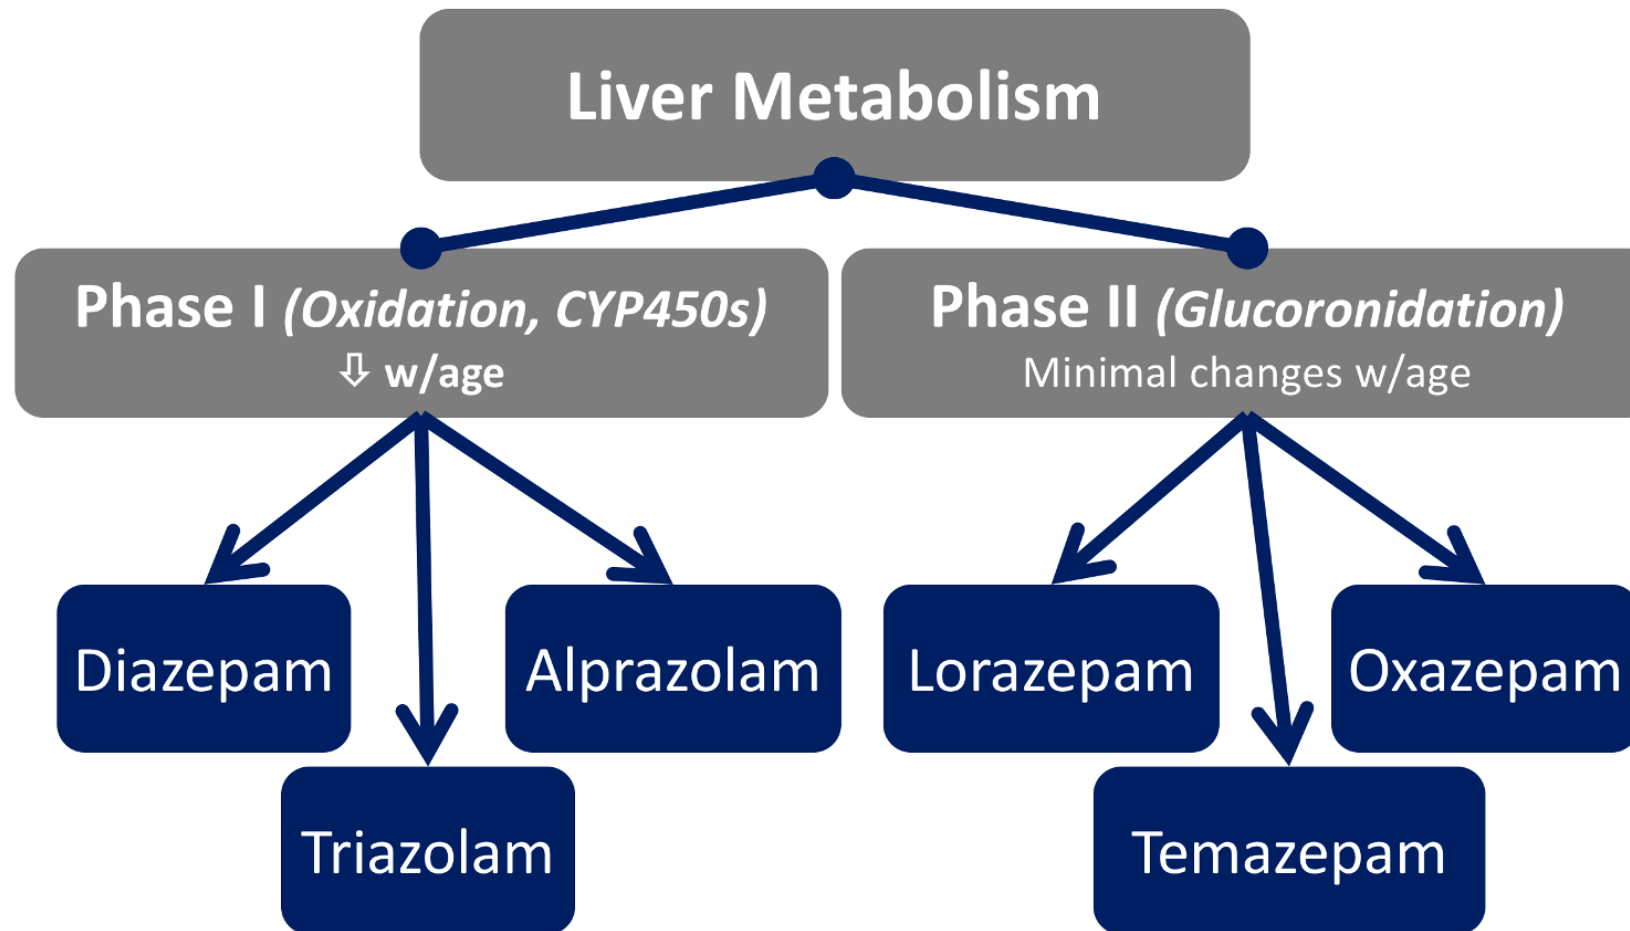 Liver Metabolism
Phase I (Oxidation, CYP450s)
⇩ w/age
Phase II (Glucoronidation)
Minimal changes w/age
Diazepam
Alprazolam
Triazolam
Lorazepam
Oxazepam
Temazepam